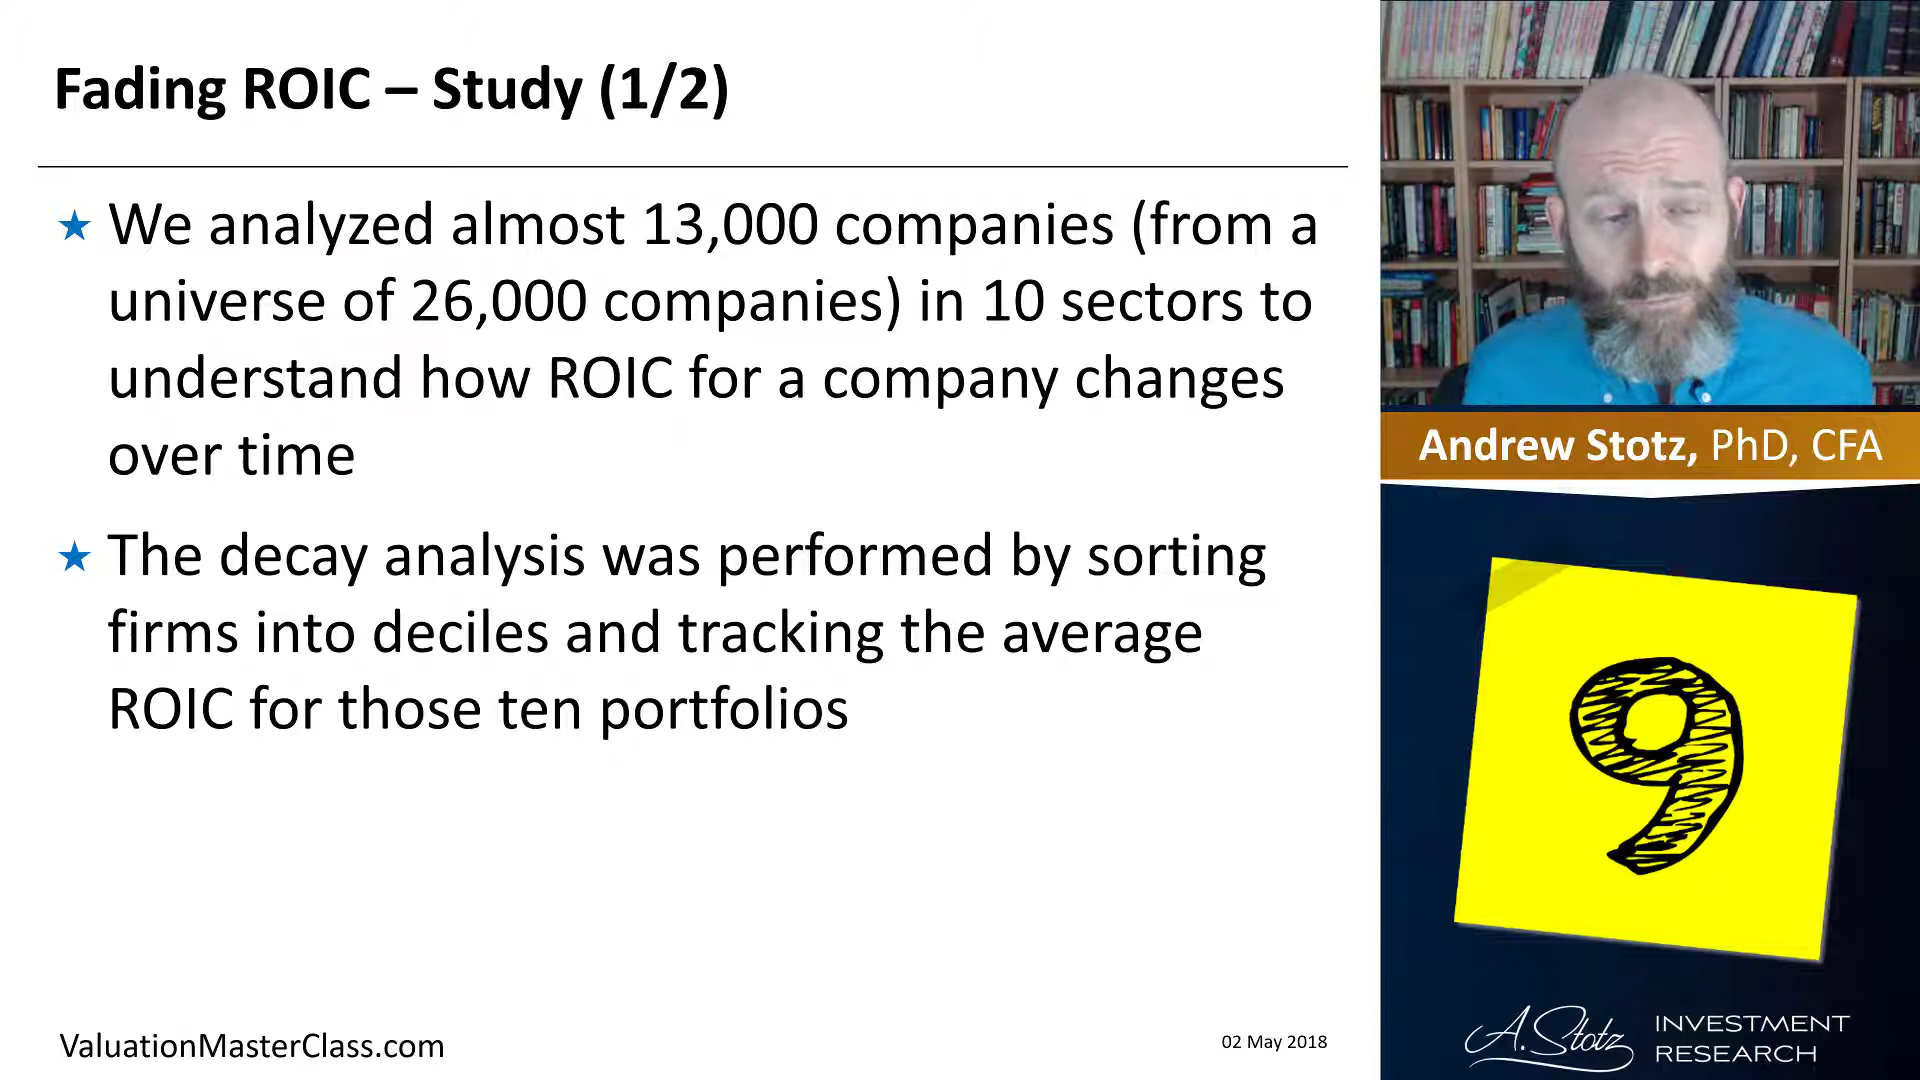 Fading ROIC – Study (1/2)
★ We analyzed almost 13,000 companies (from a
universe of 26,000 companies) in 10 sectors to
understand how ROIC for a company changes
over time
★ The decay analysis was performed by sorting
firms into deciles and tracking the average
ROIC for those ten portfolios
ValuationMasterClass.com
02 May 2018
Andrew Stotz, PhD, CFA
9
A.Stotz
INVESTMENT
RESEARCH